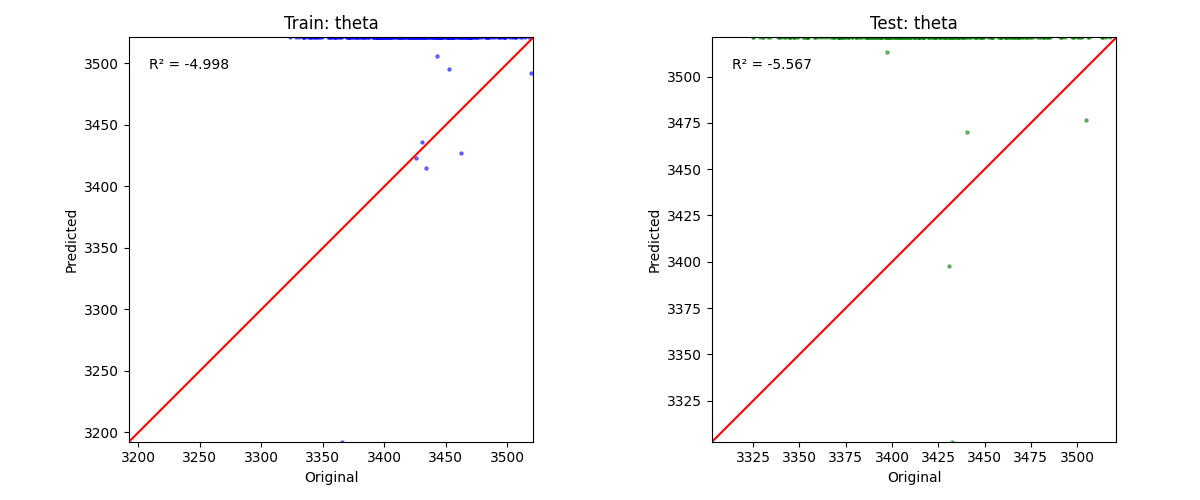 Train: theta
R² = -4.998
3500
3450
3400
3350
3300
3250
3200
Predicted
3200 3250 3300 3350 3400 3450 3500
Original
Test: theta
R² = -5.567
3500
3475
3450
3425
3400
3375
3350
3325
Predicted
3325 3350 3375 3400 3425 3450 3475 3500
Original